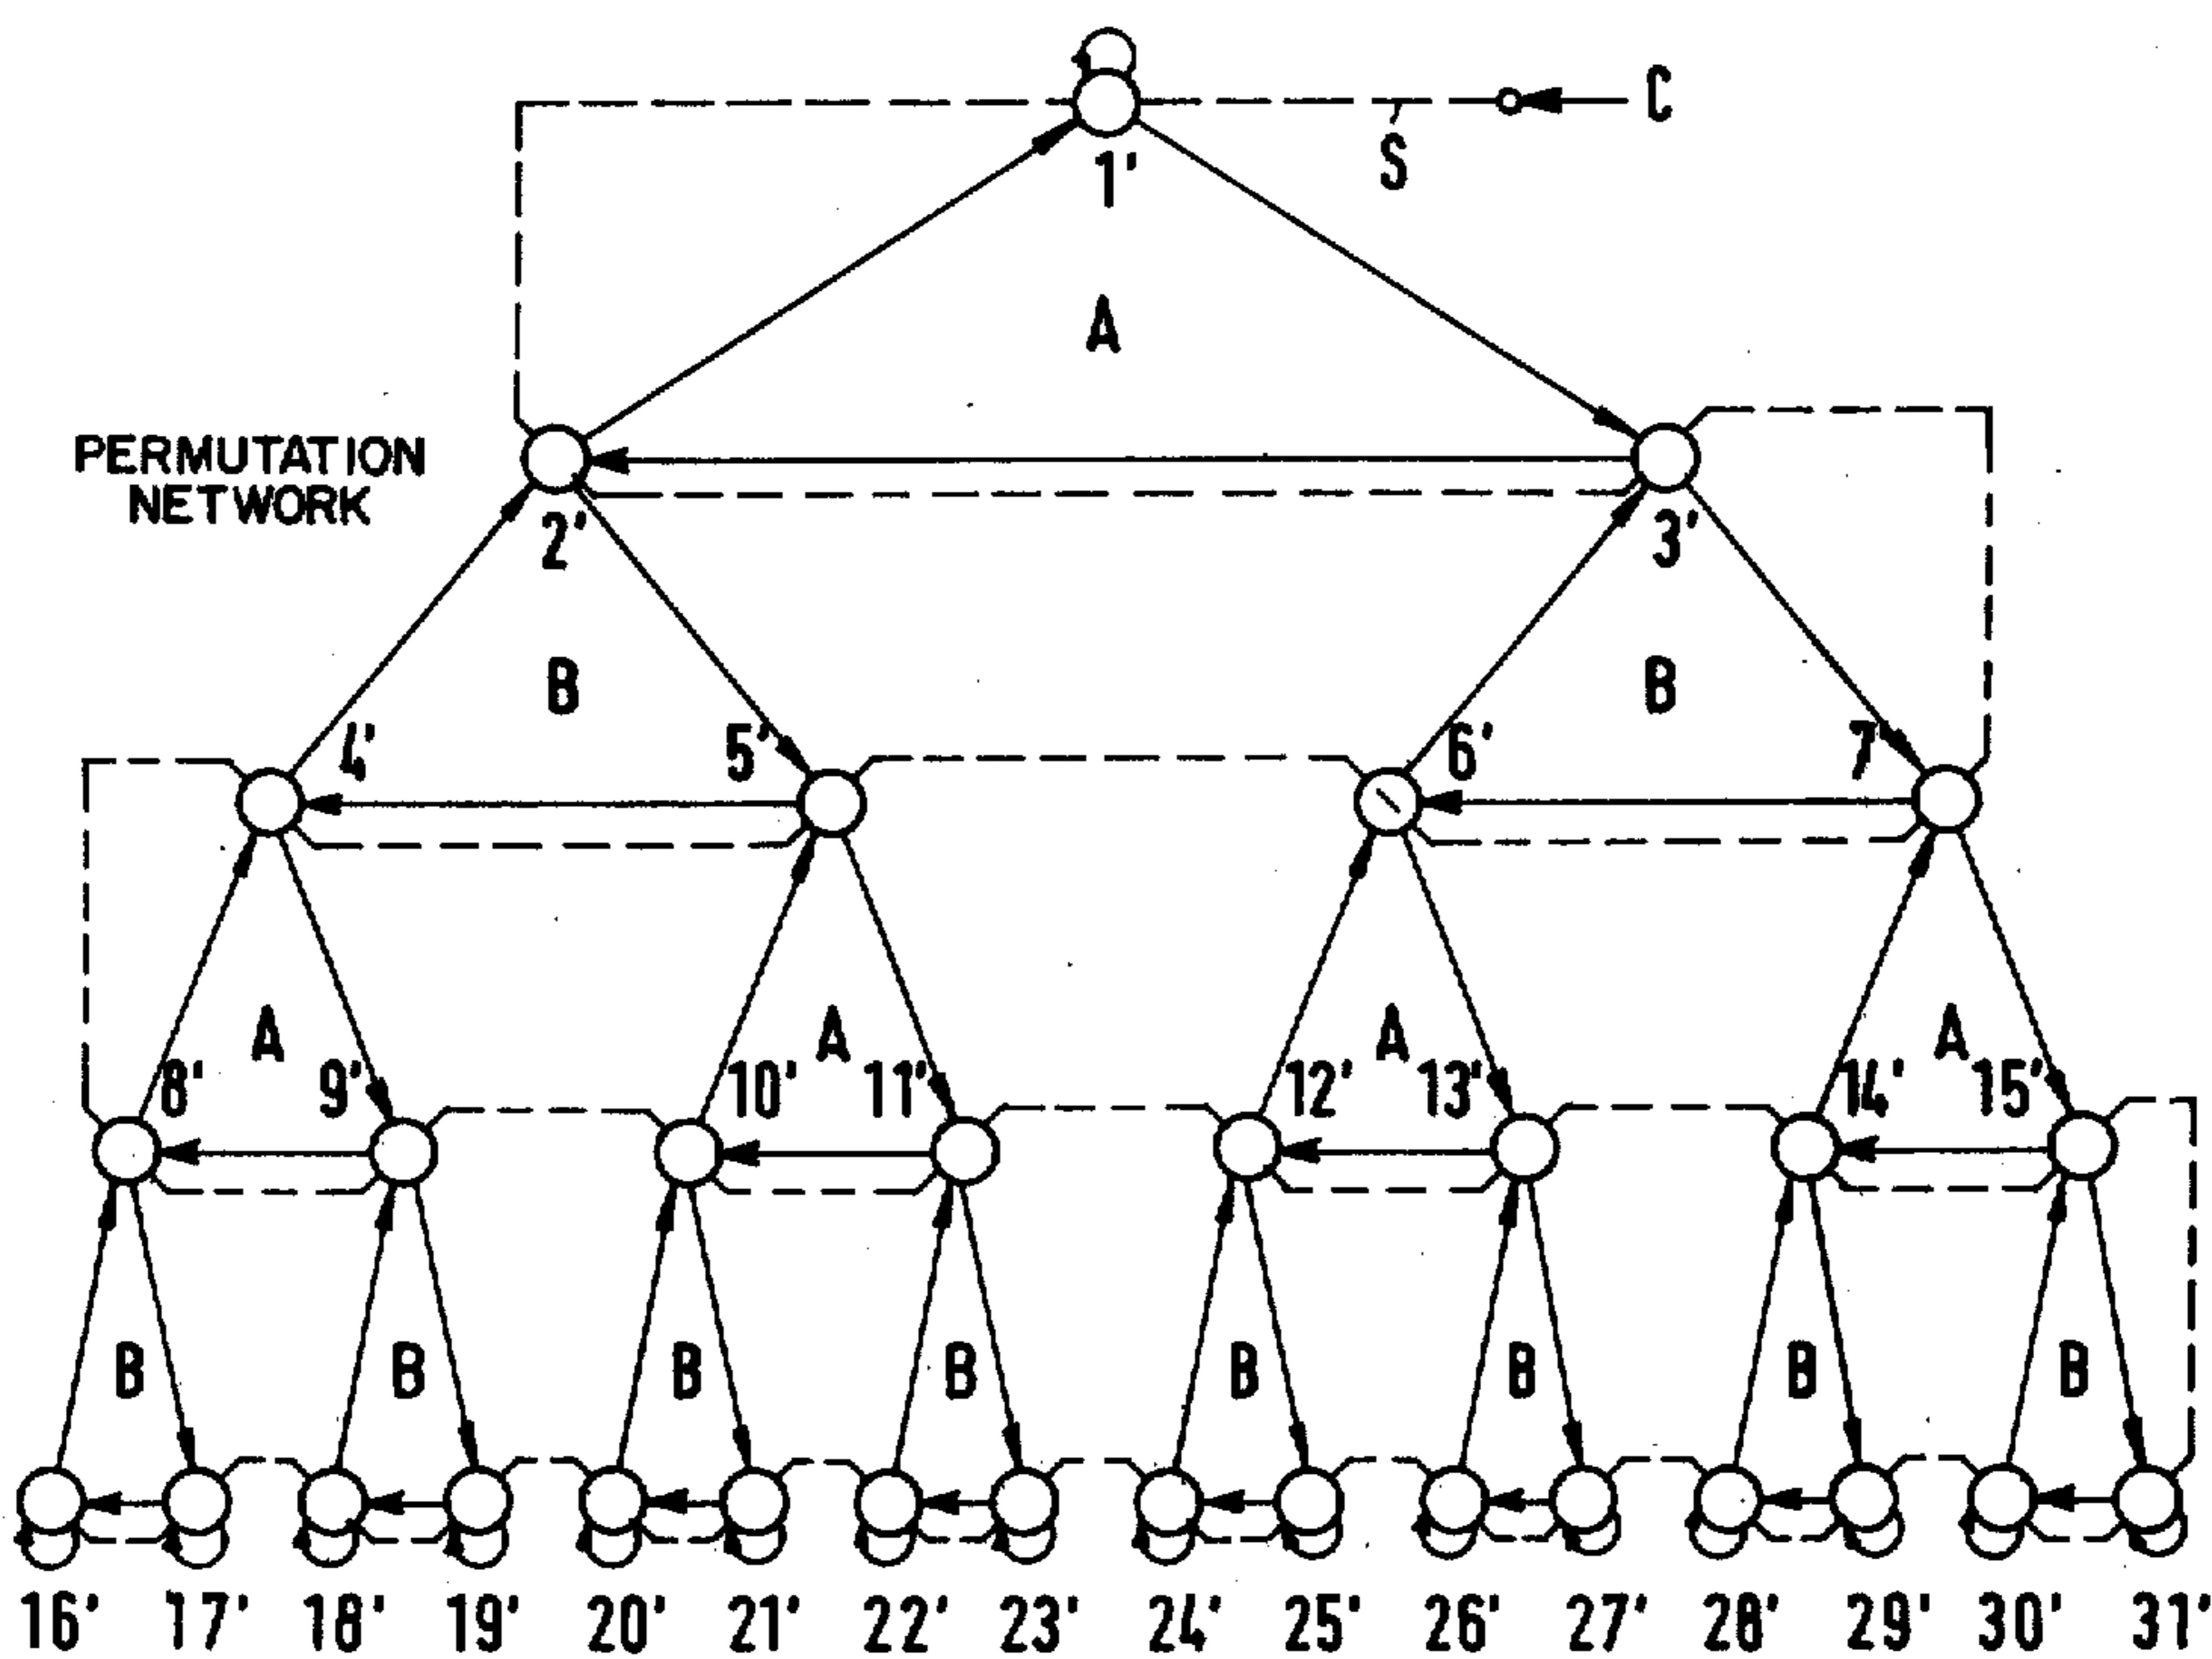 C
S
1'
A
PERMUTATION
NETWORK
2' 3'
B B
4' 5' 6' 7'
A A A A
8' 9' 10' 11' 12' 13' 14' 15'
B B B B B B B B
16' 17' 18' 19' 20' 21' 22' 23' 24' 25' 26' 27' 28' 29' 30' 31'